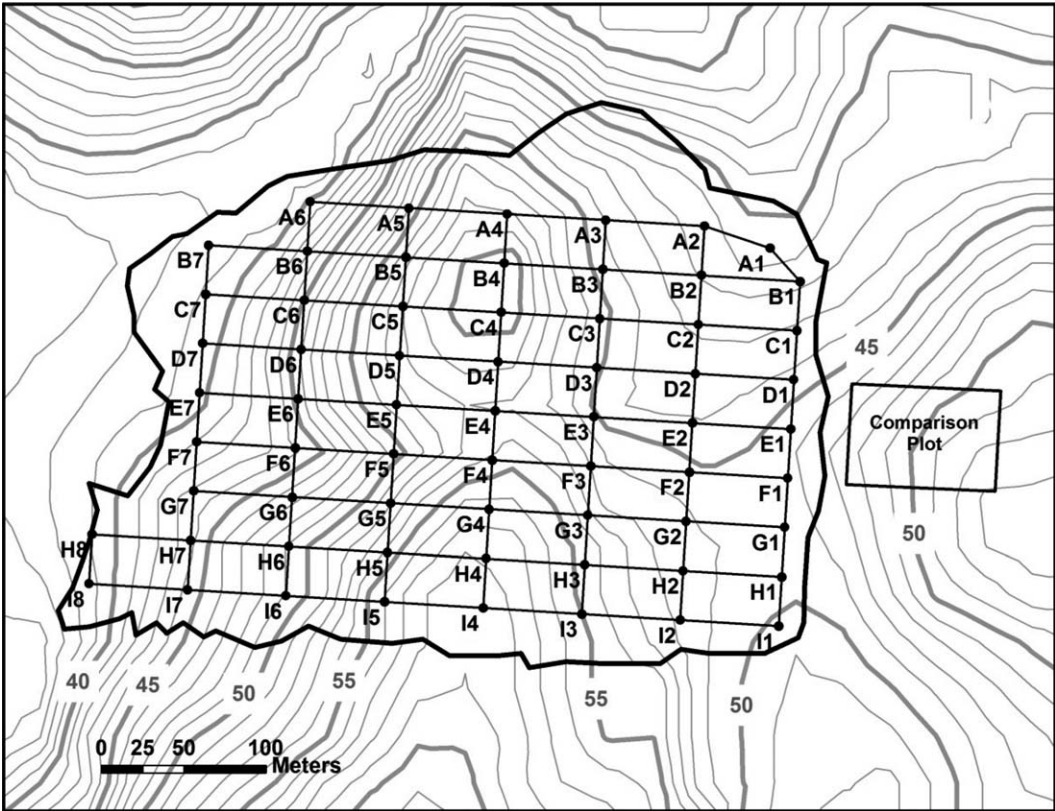 A6 A5 A4 A3 A2 A1
B7 B6 B5 B4 B3 B2 B1
C7 C6 C5 C4 C3 C2 C1
45
D7 D6 D5 D4 D3 D2 D1
Comparison
Plot
E7 E6 E5 E4 E3 E2 E1
F7 F6 F5 F4 F3 F2 F1
G7 G6 G5 G4 G3 G2 G1
50
H8 H7 H6 H5 H4 H3 H2 H1
I8 I7 I6 I5 I4 I3 I2 I1
40 45 50 55 55 50
0 25 50 100
Meters